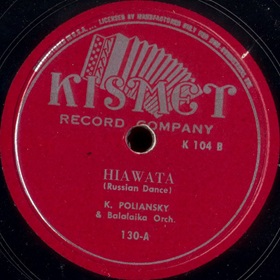 KISMET
RECORD COMPANY
K 104 B
HIAWATA
(Russian Dance)
K. POLIANSKY
& Balalaika Orch.
130-A